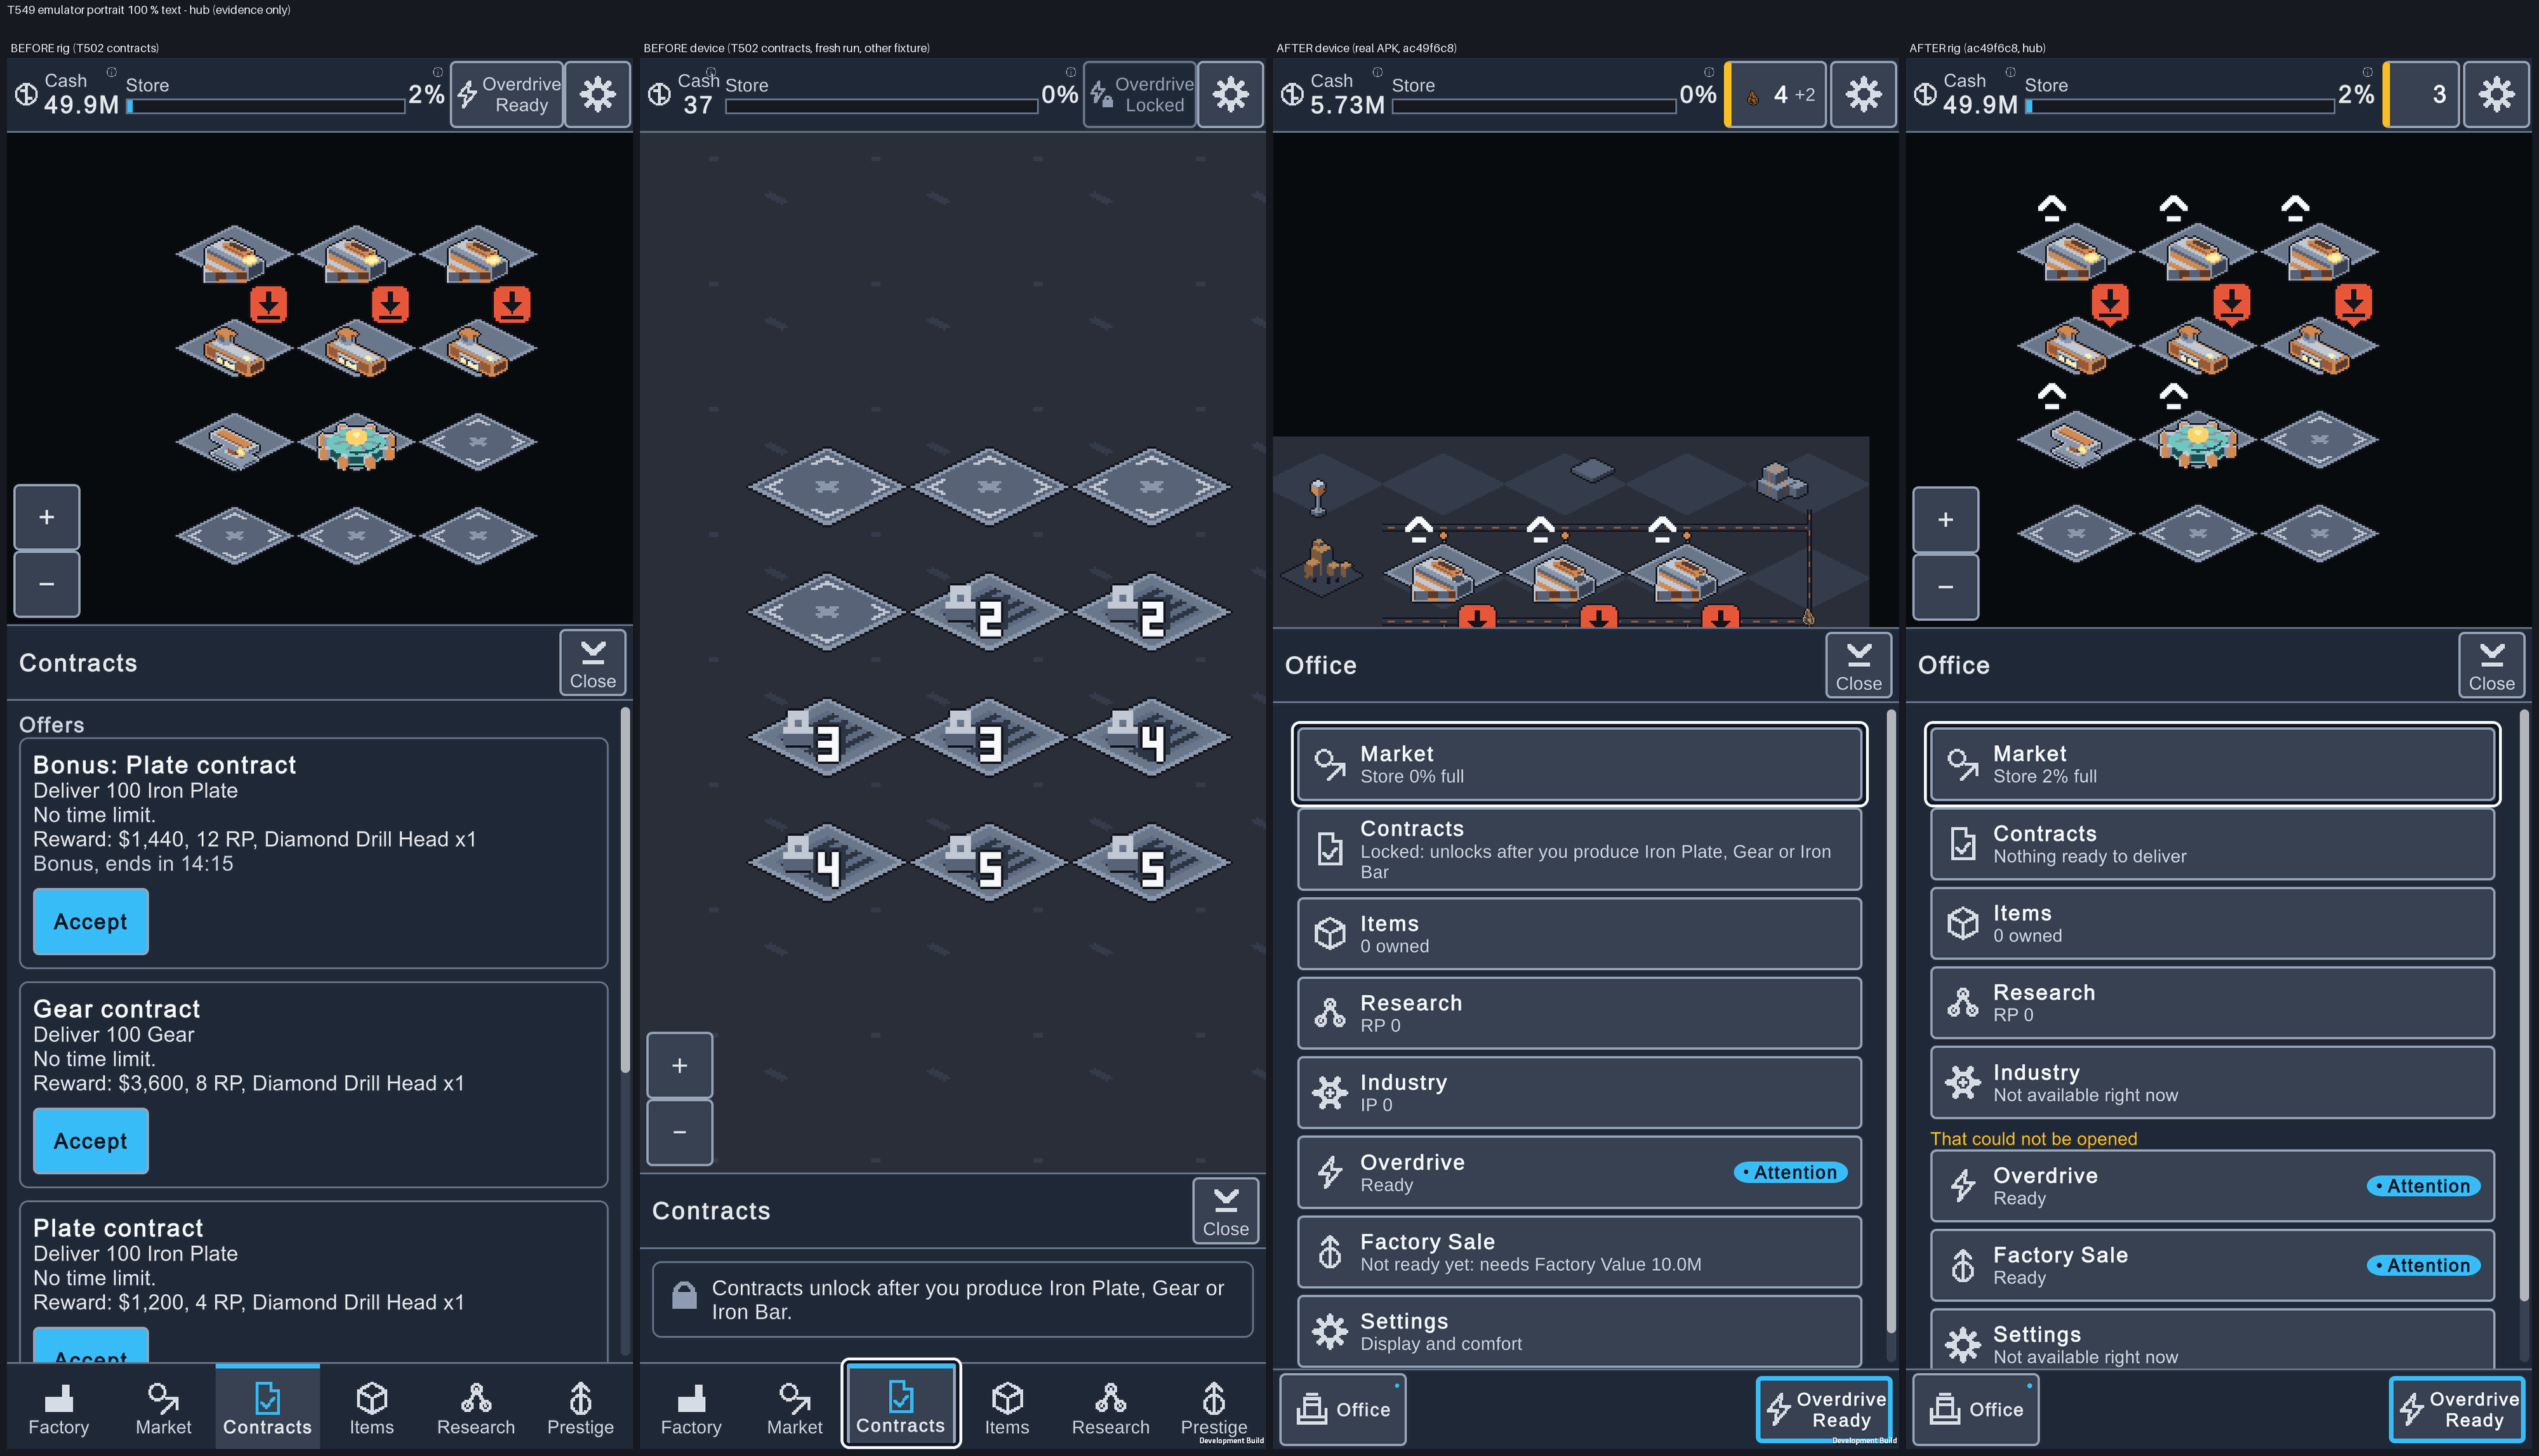 T549 emulator portrait 100 % text - hub (evidence only)
BEFORE rig (T502 contracts)
Cash
49.9M
Store
2%
Overdrive
Ready
+
−
Contracts
Close
Offers
Bonus: Plate contract
Deliver 100 Iron Plate
No time limit.
Reward: $1,440, 12 RP, Diamond Drill Head x1
Bonus, ends in 14:15
Accept
Gear contract
Deliver 100 Gear
No time limit.
Reward: $3,600, 8 RP, Diamond Drill Head x1
Accept
Plate contract
Deliver 100 Iron Plate
No time limit.
Reward: $1,200, 4 RP, Diamond Drill Head x1
Accept
Factory
Market
Contracts
Items
Research
Prestige
BEFORE device (T502 contracts, fresh run, other fixture)
Cash
37
Store
0%
Overdrive
Locked
2
2
3
3
4
4
5
5
+
−
Contracts
Close
Contracts unlock after you produce Iron Plate, Gear or
Iron Bar.
Factory
Market
Contracts
Items
Research
Prestige
Development Build
AFTER device (real APK, ac49f6c8)
Cash
5.73M
Store
0%
4 +2
Office
Close
Market
Store 0% full
Contracts
Locked: unlocks after you produce Iron Plate, Gear or Iron
Bar
Items
0 owned
Research
RP 0
Industry
IP 0
Overdrive
Ready
• Attention
Factory Sale
Not ready yet: needs Factory Value 10.0M
Settings
Display and comfort
Office
Overdrive
Ready
Development Build
AFTER rig (ac49f6c8, hub)
Cash
49.9M
Store
2%
3
+
−
Office
Close
Market
Store 2% full
Contracts
Nothing ready to deliver
Items
0 owned
Research
RP 0
Industry
Not available right now
That could not be opened
Overdrive
Ready
• Attention
Factory Sale
Ready
• Attention
Settings
Not available right now
Office
Overdrive
Ready